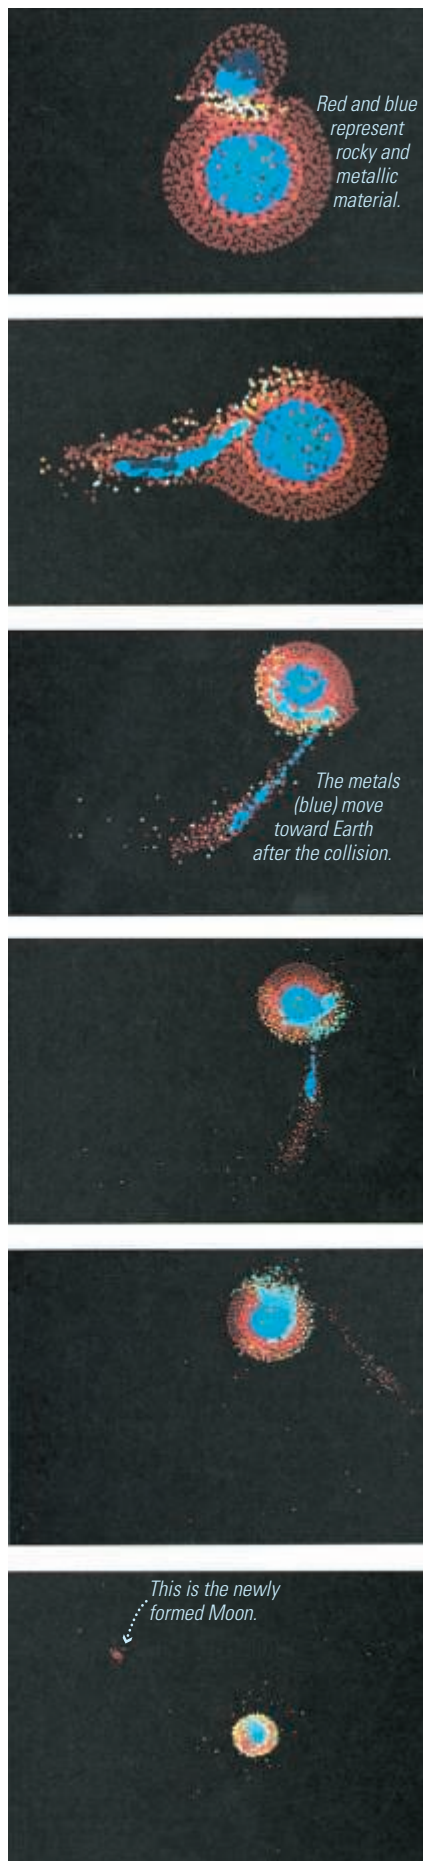 Red and blue
represent
rocky and
metallic
material.
The metals
(blue) move
toward Earth
after the collision.
This is the newly
formed Moon.